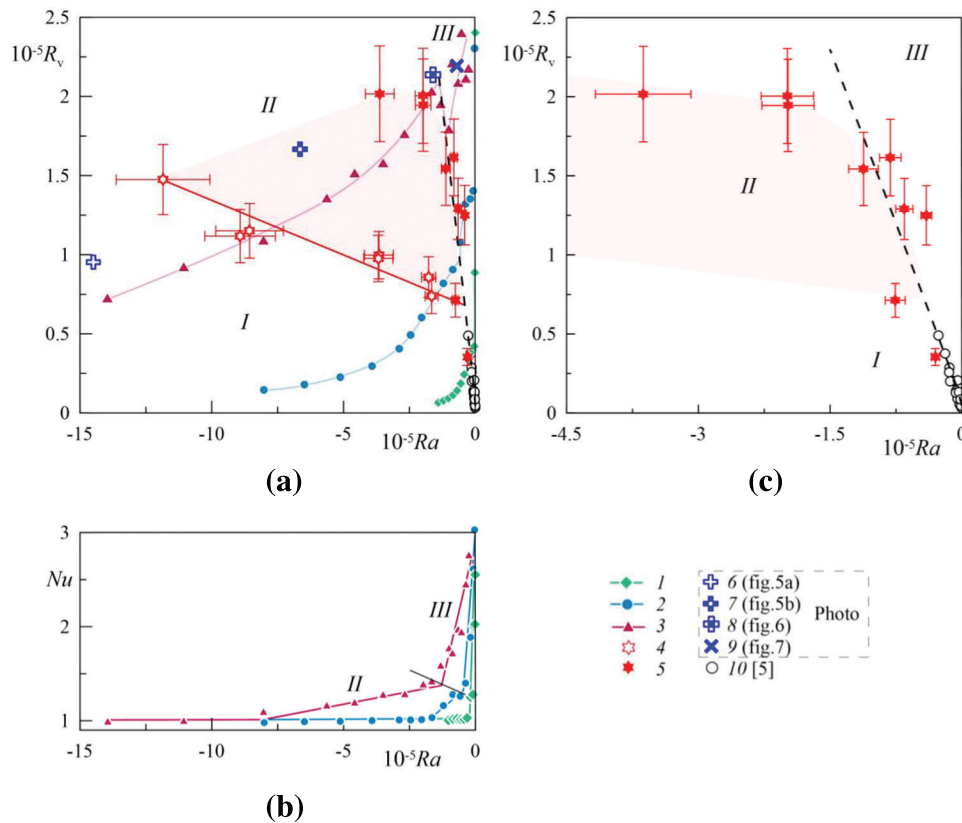 2.5
10⁻⁵Rᵥ
2
1.5
1
0.5
0
III
II
I
-15
-10
-5
0
10⁻⁵Ra
(a)
2.5
10⁻⁵Rᵥ
2
1.5
1
0.5
0
III
II
I
-4.5
-3
-1.5
0
10⁻⁵Ra
(c)
3
Nu
2
1
III
II
-15
-10
-5
0
10⁻⁵Ra
(b)
1
2
3
4
5
6 (fig.5a)
7 (fig.5b)
8 (fig.6)
9 (fig.7)
Photo
10 [5]